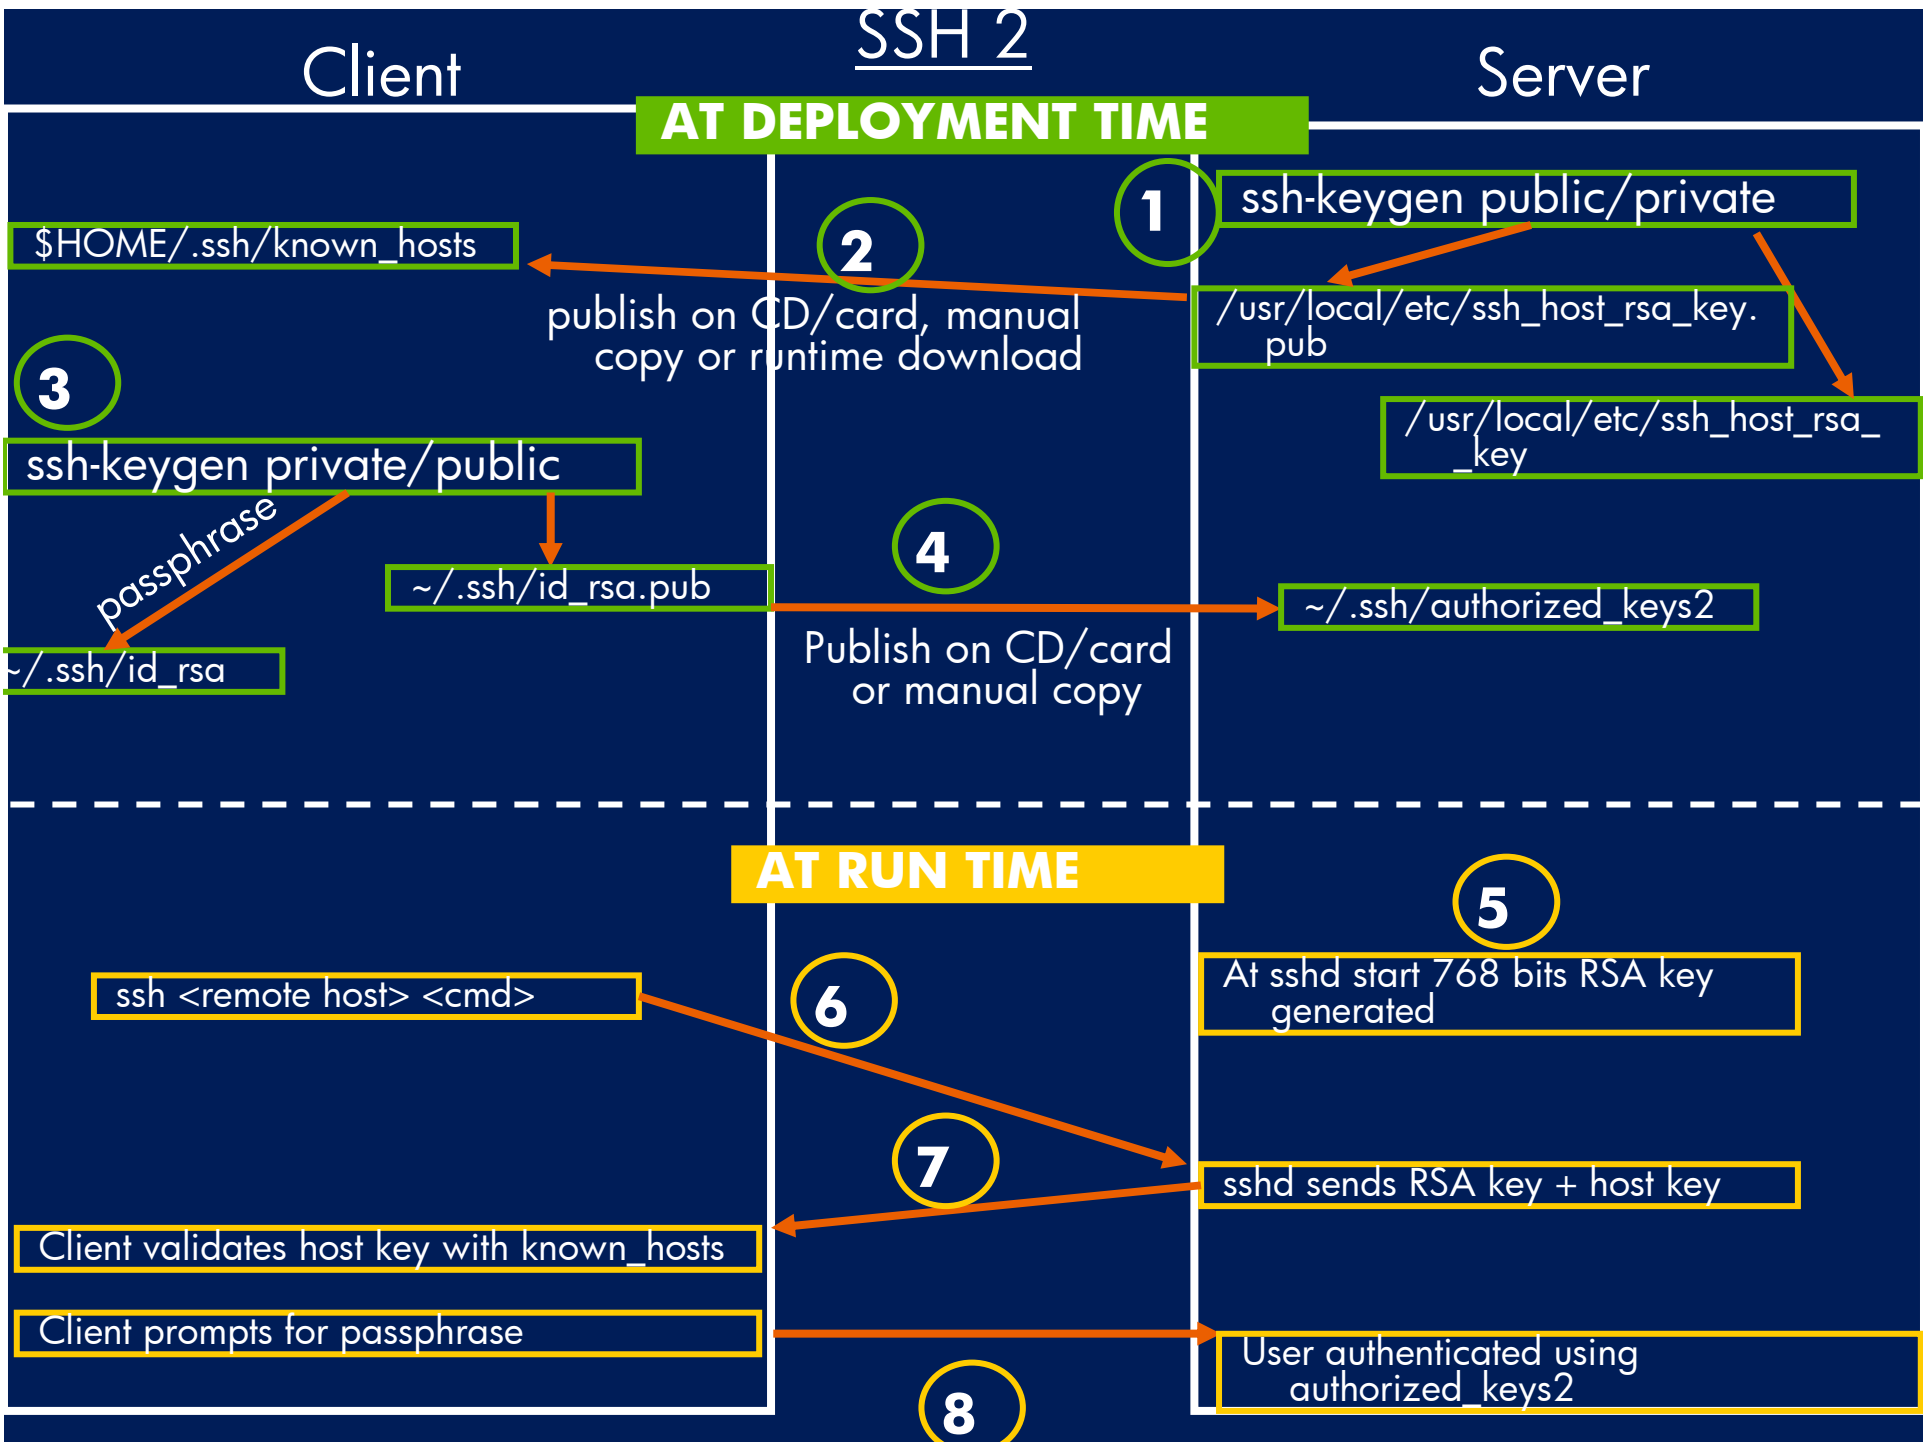 SSH 2
Client
Server
AT DEPLOYMENT TIME
1
ssh-keygen public/private
2
$HOME/.ssh/known_hosts
publish on CD/card, manual
copy or runtime download
/usr/local/etc/ssh_host_rsa_key.
pub
3
/usr/local/etc/ssh_host_rsa_
_key
ssh-keygen private/public
passphrase
4
~/.ssh/id_rsa.pub
~/.ssh/authorized_keys2
Publish on CD/card
or manual copy
~/.ssh/id_rsa
AT RUN TIME
5
At sshd start 768 bits RSA key
generated
ssh <remote host> <cmd>
6
7
sshd sends RSA key + host key
Client validates host key with known_hosts
Client prompts for passphrase
User authenticated using
authorized_keys2
8